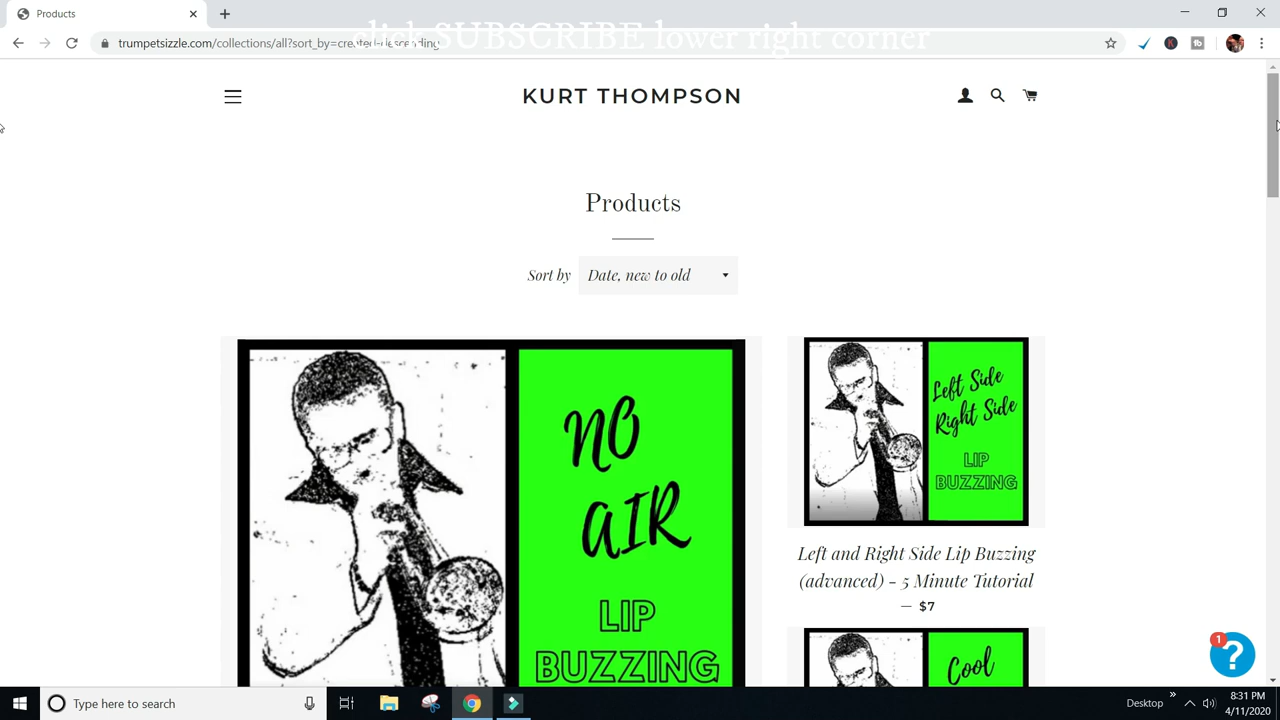 Products
click SUBSCRIBE lower right corner
trumpetsizzle.com/collections/all?sort_by=created-descending
KURT THOMPSON
Products
Sort by Date, new to old
NO
AIR
LIP
BUZZING
Left Side
Right Side
LIP
BUZZING
Left and Right Side Lip Buzzing
(advanced) - 5 Minute Tutorial
— $7
Cool
1
?
Type here to search
Desktop
8:31 PM
4/11/2020